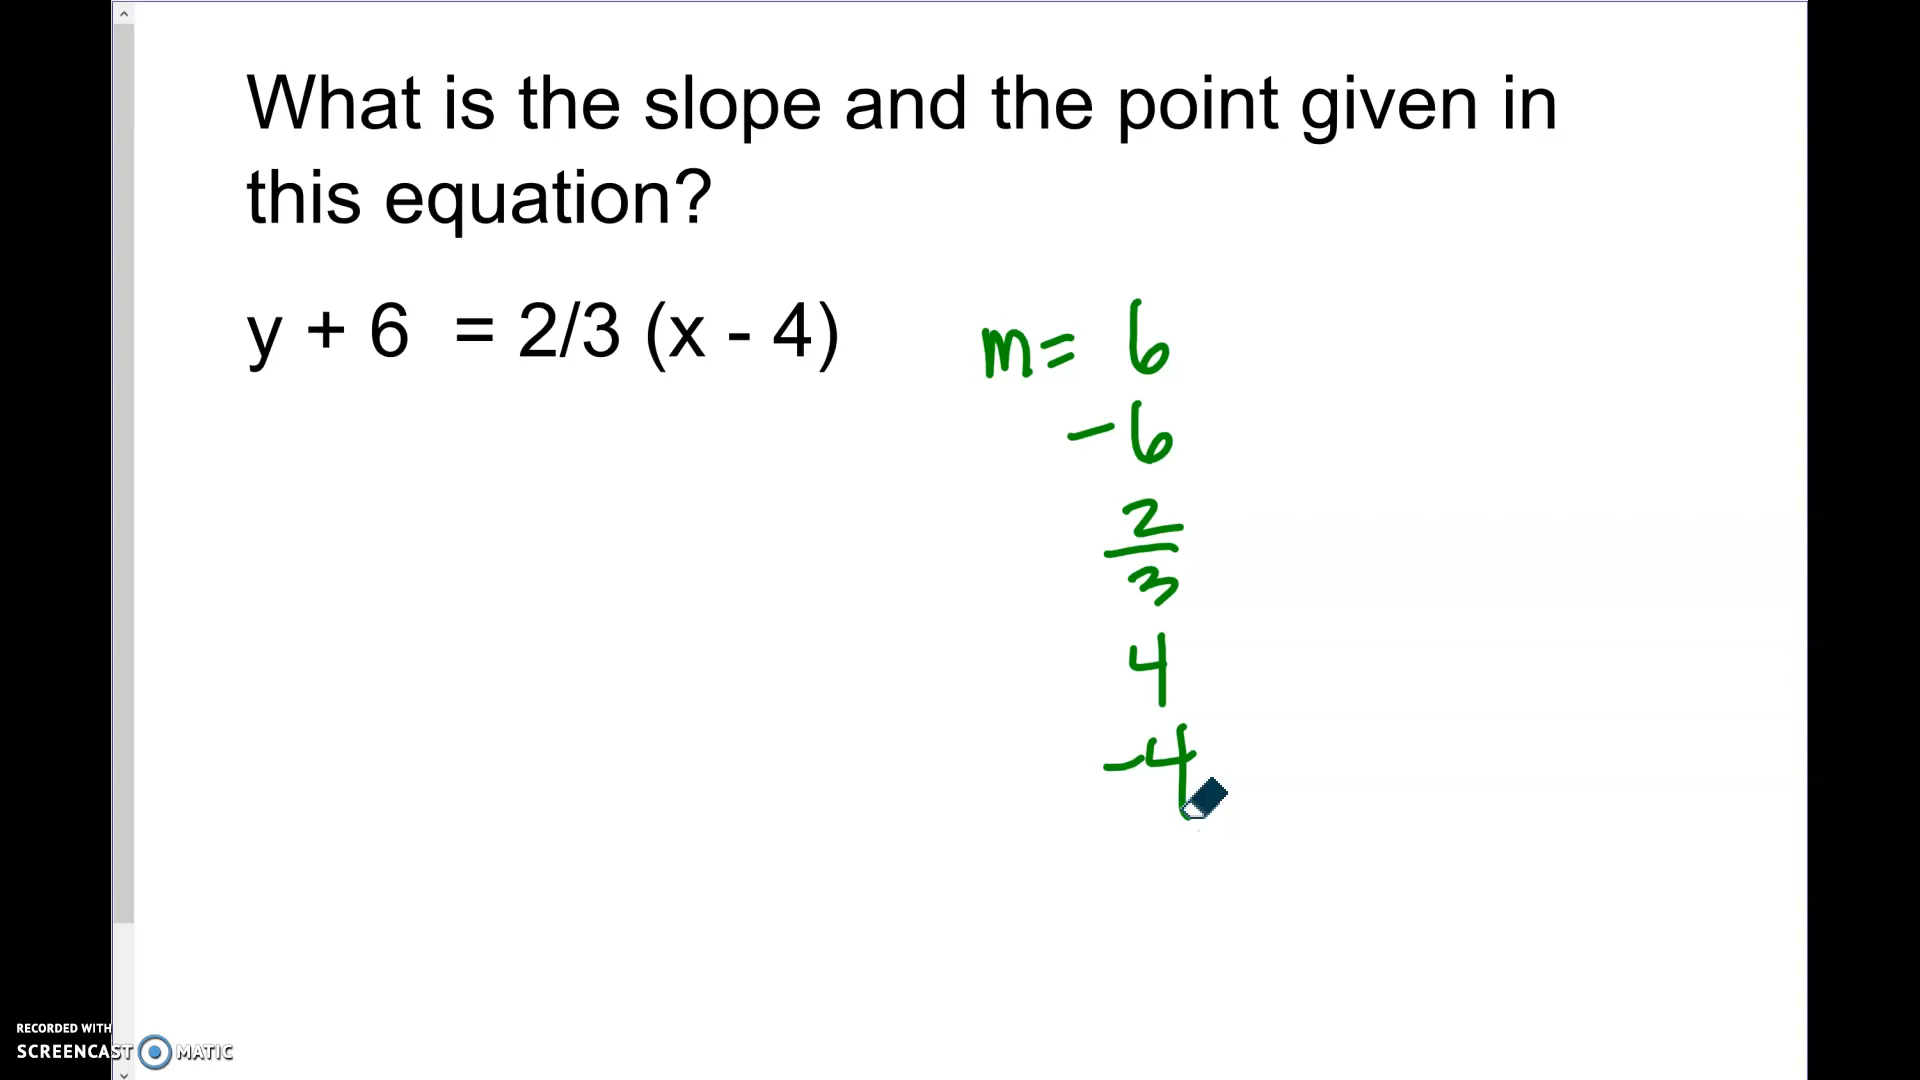 What is the slope and the point given in
this equation?
y + 6 = 2/3 (x - 4)
m = 6
-6
2
3
4
-4
RECORDED WITH
SCREENCAST MATIC